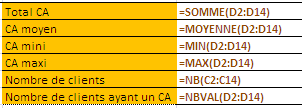 Total CA =SOMME(D2:D14)
CA moyen =MOYENNE(D2:D14)
CA mini =MIN(D2:D14)
CA maxi =MAX(D2:D14)
Nombre de clients =NB(C2:C14)
Nombre de clients ayant un CA =NBVAL(D2:D14)